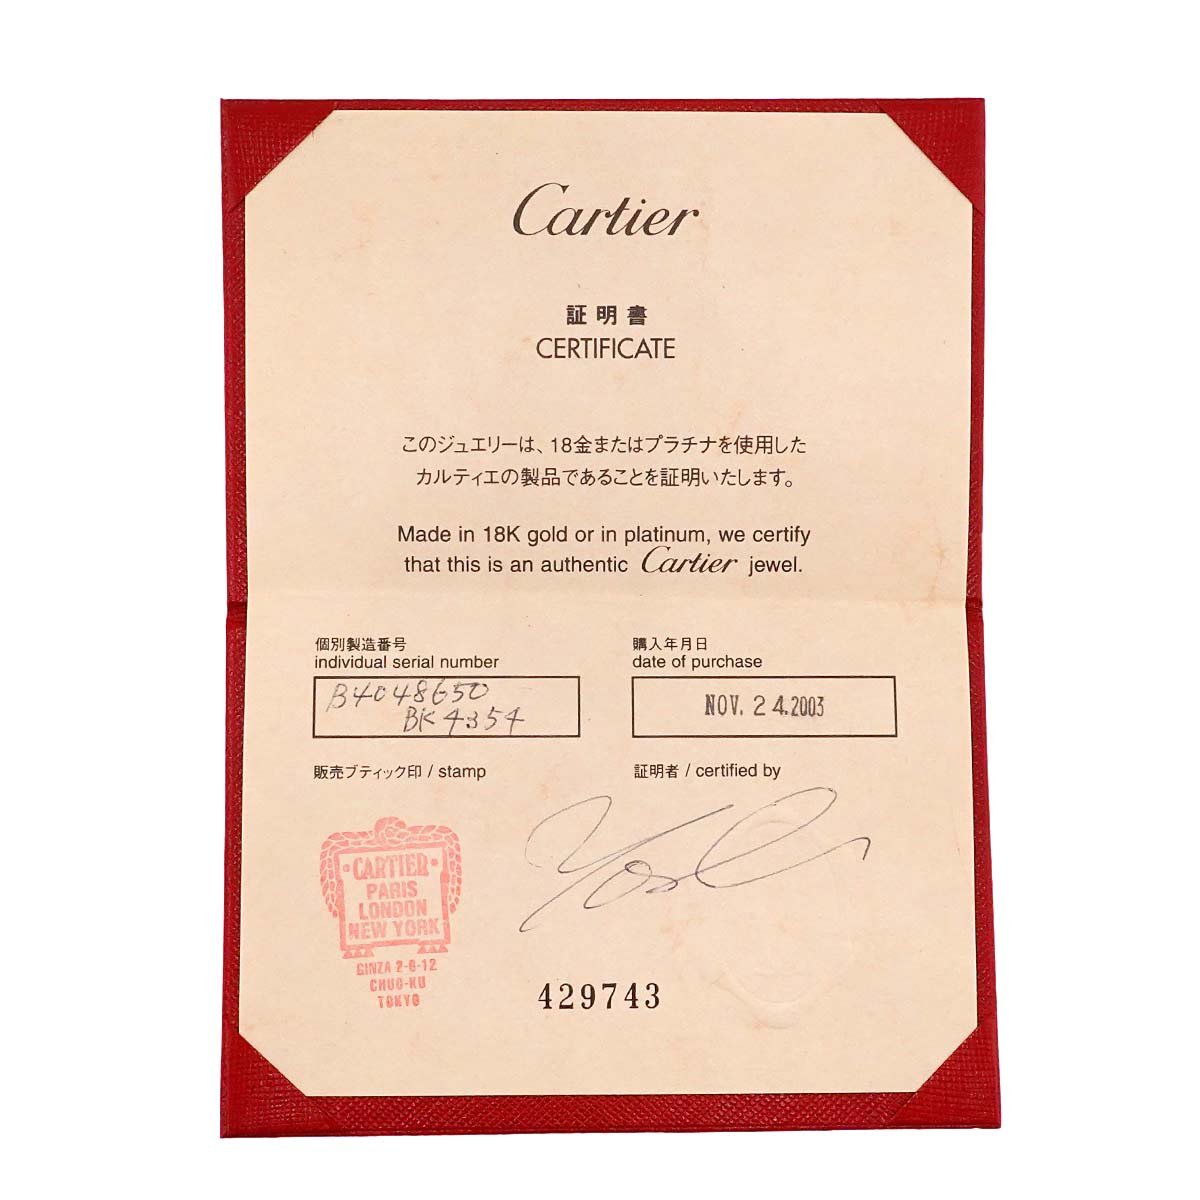 Cartier
証明書
CERTIFICATE
このジュエリーは、18金またはプラチナを使用した
カルティエの製品であることを証明いたします。
Made in 18K gold or in platinum, we certify
that this is an authentic Cartier jewel.
個別製造番号
individual serial number
B4048650
BK4354
購入年月日
date of purchase
NOV. 24.2003
販売ブティック印 / stamp
証明者 / certified by
CARTIER
PARIS
LONDON
NEW YORK
GINZA 2-6-12
CHUO-KU
TOKYO
429743